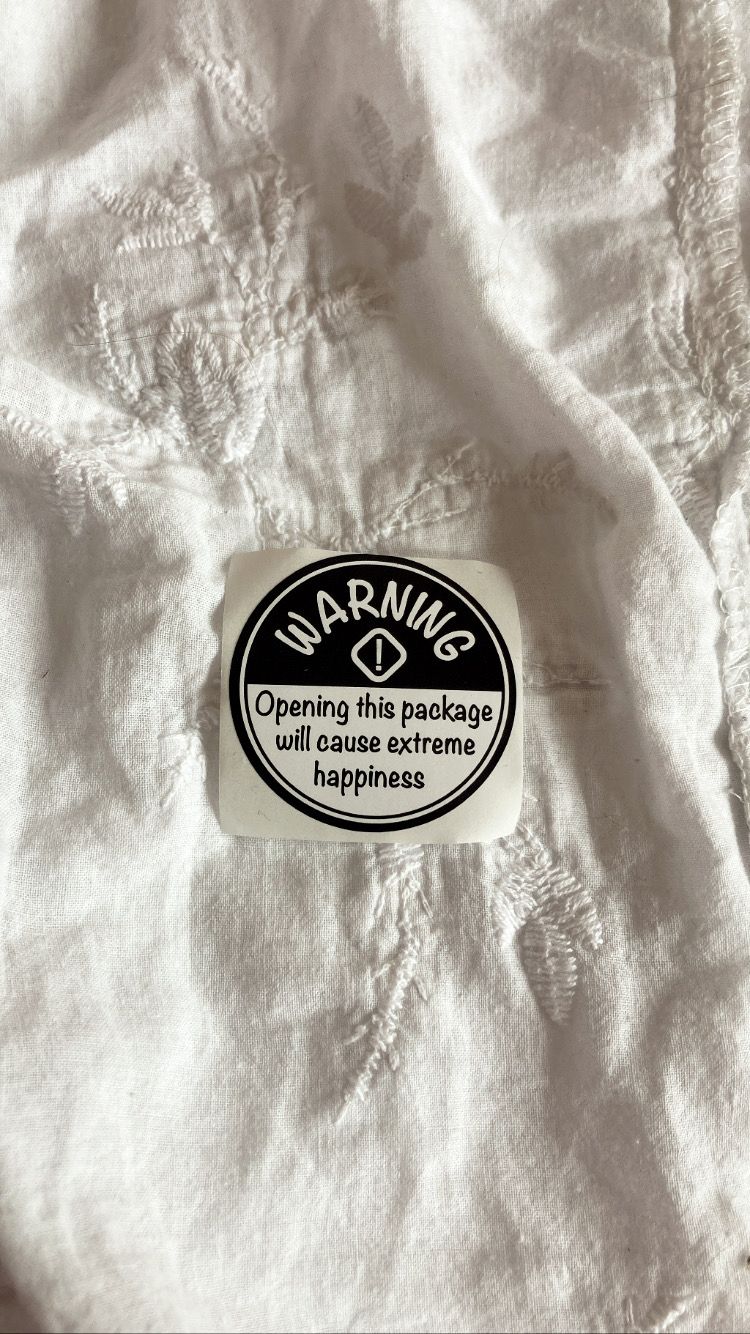 WARNING
!
Opening this package
will cause extreme
happiness